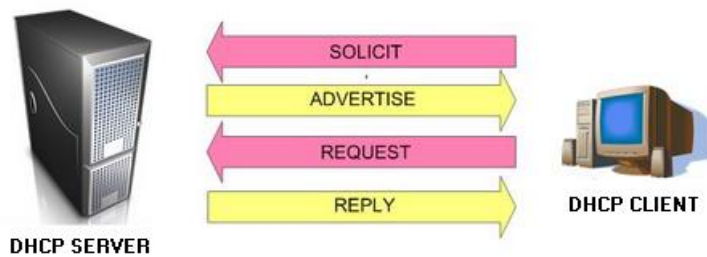 SOLICIT
ADVERTISE
REQUEST
REPLY
DHCP SERVER
DHCP CLIENT